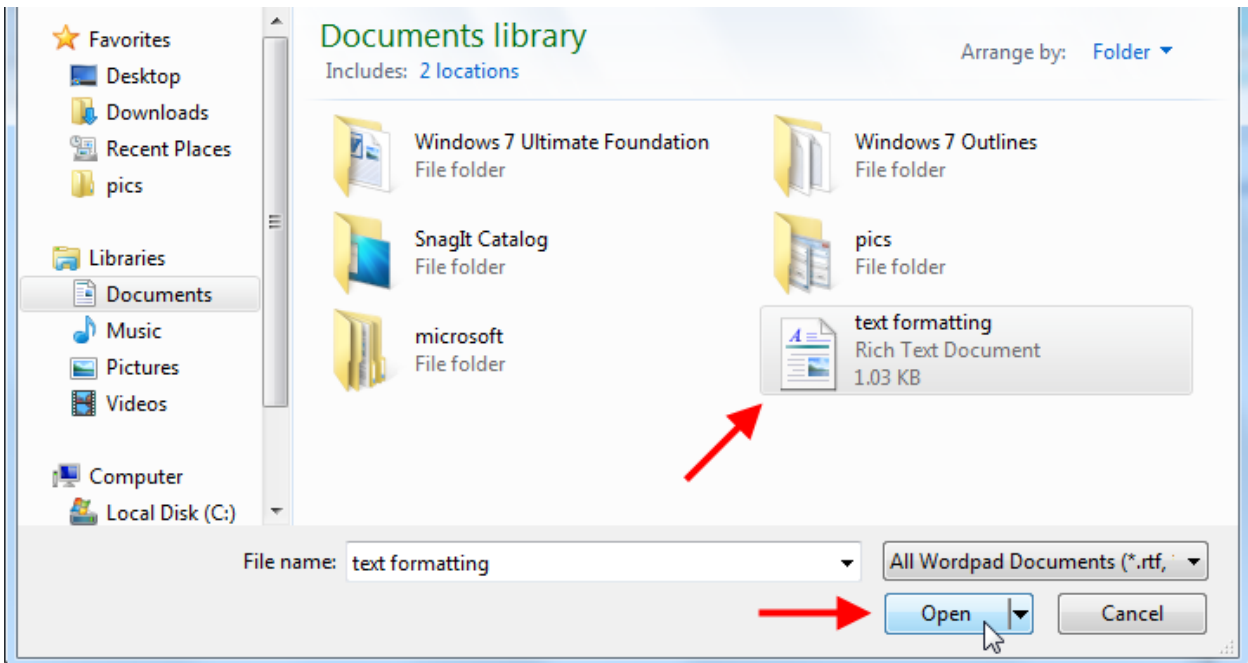 Favorites
Desktop
Downloads
Recent Places
pics
Libraries
Documents
Music
Pictures
Videos
Computer
Local Disk (C:)
Documents library
Includes: 2 locations
Arrange by: Folder
Windows 7 Ultimate Foundation
File folder
Windows 7 Outlines
File folder
SnagIt Catalog
File folder
pics
File folder
microsoft
File folder
text formatting
Rich Text Document
1.03 KB
File name: text formatting
All Wordpad Documents (*.rtf,
Open
Cancel